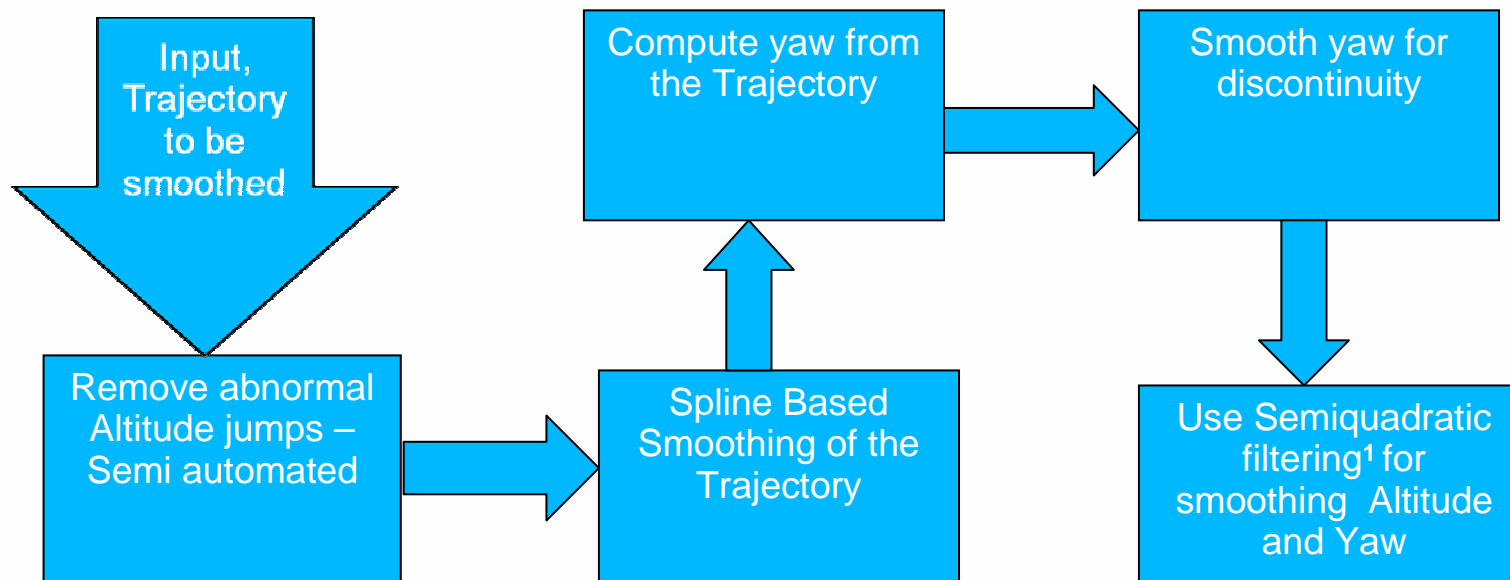 Input,
Trajectory
to be
smoothed
Remove abnormal
Altitude jumps –
Semi automated
Spline Based
Smoothing of the
Trajectory
Compute yaw from
the Trajectory
Smooth yaw for
discontinuity
Use Semiquadratic
filtering¹ for
smoothing Altitude
and Yaw